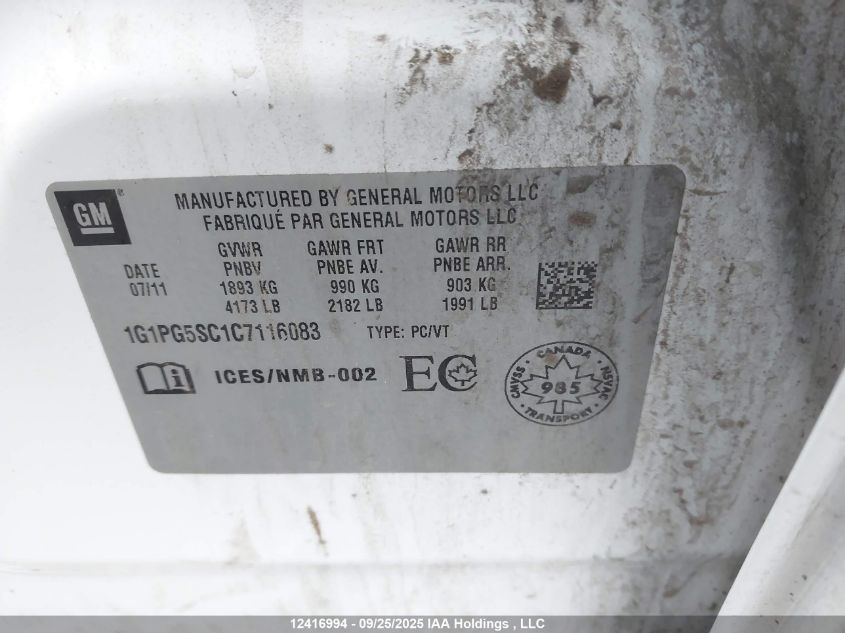 GM ®
MANUFACTURED BY GENERAL MOTORS LLC
FABRIQUÉ PAR GENERAL MOTORS LLC
DATE
07/11
GVWR
PNBV
1893 KG
4173 LB
GAWR FRT
PNBE AV.
990 KG
2182 LB
GAWR RR
PNBE ARR.
903 KG
1991 LB
1G1PG5SC1C7116083 TYPE: PC/VT
i ICES/NMB-002 EC
CANADA
CMVSS 985 NSVAC
TRANSPORT
12416994 - 09/25/2025 IAA Holdings , LLC